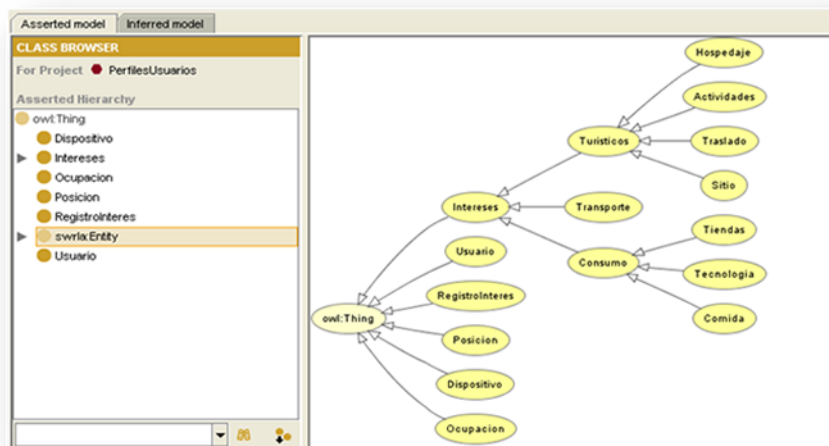 Asserted model
Inferred model
CLASS BROWSER
For Project PerfilesUsuarios
Asserted Hierarchy
owl:Thing
Dispositivo
Intereses
Ocupacion
Posicion
RegistroInteres
swrla:Entity
Usuario
Hospedaje
Actividades
Turisticos
Traslado
Sitio
Intereses
Transporte
Tiendas
Usuario
Consumo
Tecnologia
RegistroInteres
owl:Thing
Comida
Posicion
Dispositivo
Ocupacion